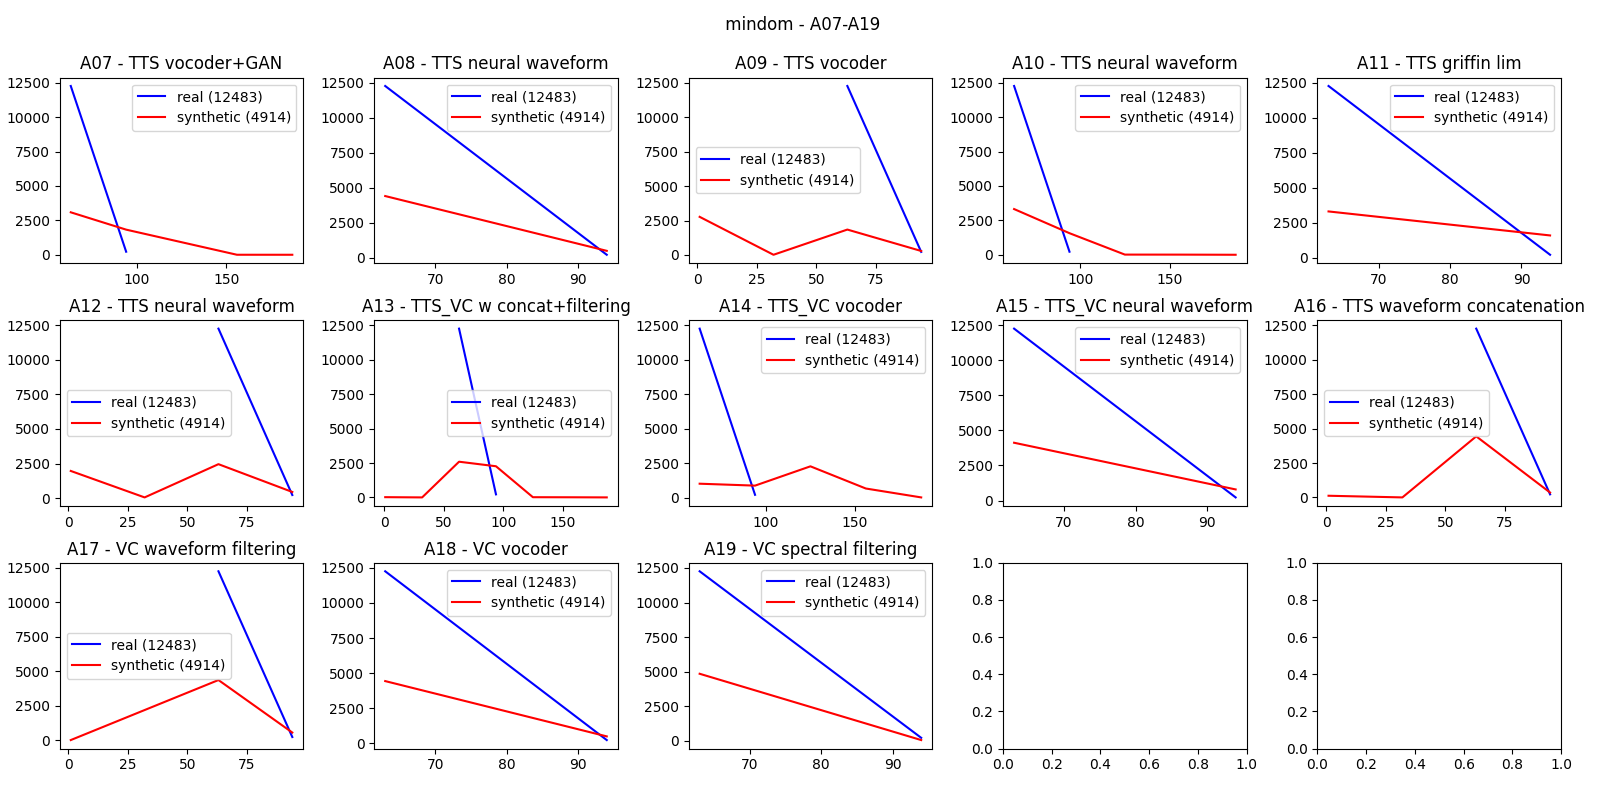 mindom - A07-A19
A07 - TTS vocoder+GAN
A08 - TTS neural waveform
A09 - TTS vocoder
A10 - TTS neural waveform
A11 - TTS griffin lim
12500
10000
7500
5000
2500
0
100 150
real (12483)
synthetic (4914)
12500
10000
7500
5000
2500
0
70 80 90
real (12483)
synthetic (4914)
12500
10000
7500
5000
2500
0
0 25 50 75
real (12483)
synthetic (4914)
12500
10000
7500
5000
2500
0
100 150
real (12483)
synthetic (4914)
12500
10000
7500
5000
2500
0
70 80 90
real (12483)
synthetic (4914)
A12 - TTS neural waveform
A13 - TTS_VC w concat+filtering
A14 - TTS_VC vocoder
A15 - TTS_VC neural waveform
A16 - TTS waveform concatenation
12500
10000
7500
5000
2500
0
0 25 50 75
real (12483)
synthetic (4914)
12500
10000
7500
5000
2500
0
0 50 100 150
real (12483)
synthetic (4914)
12500
10000
7500
5000
2500
0
100 150
real (12483)
synthetic (4914)
12500
10000
7500
5000
2500
0
70 80 90
real (12483)
synthetic (4914)
12500
10000
7500
5000
2500
0
0 25 50 75
real (12483)
synthetic (4914)
A17 - VC waveform filtering
A18 - VC vocoder
A19 - VC spectral filtering
12500
10000
7500
5000
2500
0
0 25 50 75
real (12483)
synthetic (4914)
12500
10000
7500
5000
2500
0
70 80 90
real (12483)
synthetic (4914)
12500
10000
7500
5000
2500
0
70 80 90
real (12483)
synthetic (4914)
1.0
0.8
0.6
0.4
0.2
0.0
0.0 0.2 0.4 0.6 0.8 1.0
1.0
0.8
0.6
0.4
0.2
0.0
0.0 0.2 0.4 0.6 0.8 1.0